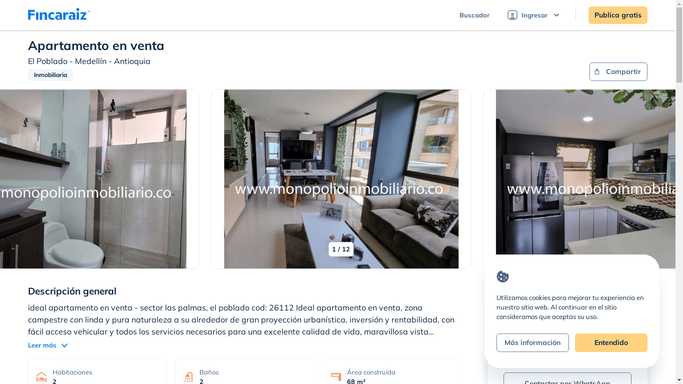 Fincaraiz
Buscador
Ingresar
Publica gratis
Apartamento en venta
El Poblado - Medellín - Antioquia
Inmobiliaria
Compartir
monopolioinmobiliario.co
www.monopolioinmobiliario.co
www.monopolioinmobilia
1 / 12
Descripción general
ideal apartamento en venta - sector las palmas, el poblado cod: 26112 Ideal apartamento en venta, zona
campestre con linda y pura naturaleza a su alrededor de gran proyección urbanística, inversión y rentabilidad, con
fácil acceso vehicular y todos los servicios necesarios para una excelente calidad de vida, maravillosa vista...
Leer más
Habitaciones
2
Baños
2
Área construida
68 m²
Utilizamos cookies para mejorar tu experiencia en
nuestro sitio web. Al continuar en el sitio
consideramos que aceptas su uso.
Más información
Entendido
Contactar por WhatsApp